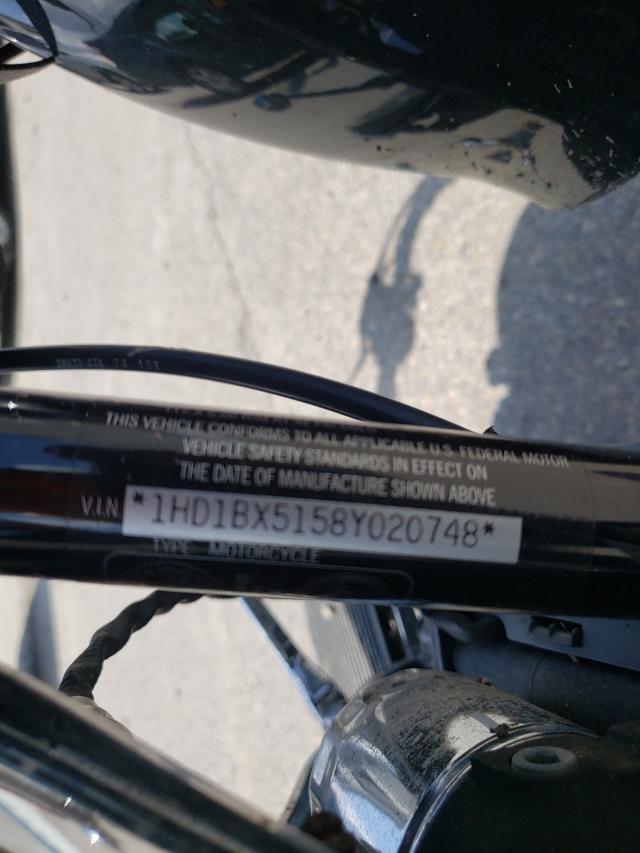 THIS VEHICLE CONFORMS TO ALL APPLICABLE U.S. FEDERAL MOTOR
VEHICLE SAFETY STANDARDS IN EFFECT ON
THE DATE OF MANUFACTURE SHOWN ABOVE
V.I.N. *1HD1BX5158Y020748*
TYPE: MOTORCYCLE